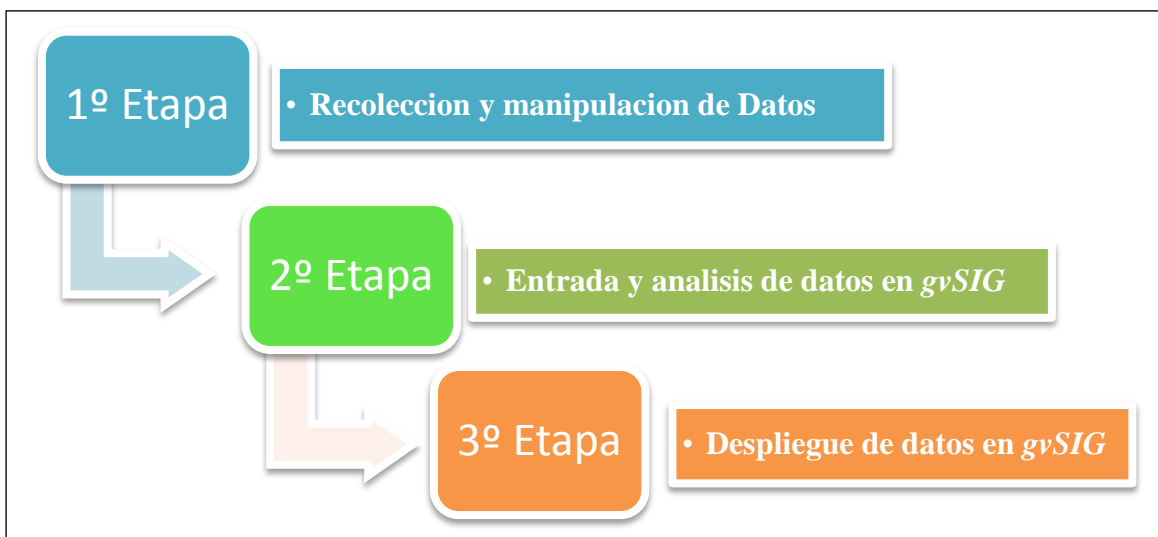 1º Etapa
• Recoleccion y manipulacion de Datos
2º Etapa
• Entrada y analisis de datos en gvSIG
3º Etapa
• Despliegue de datos en gvSIG